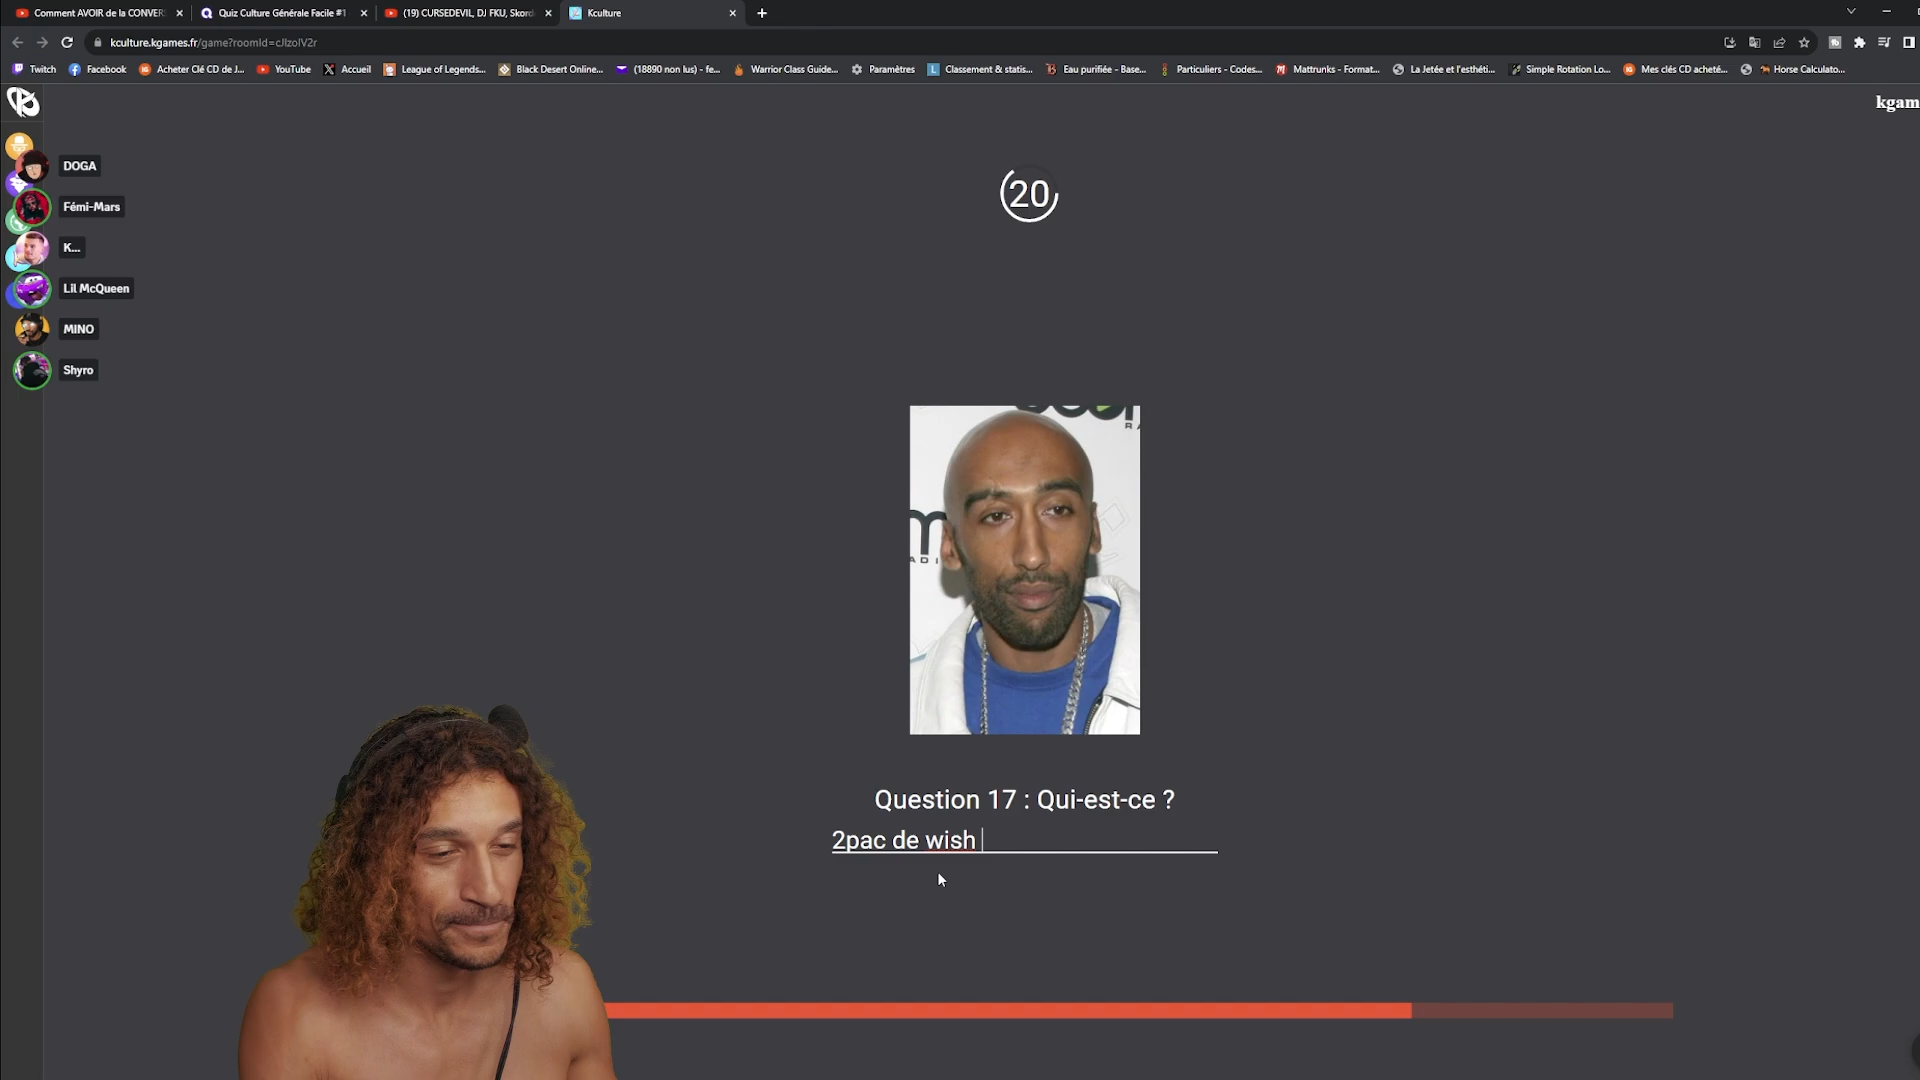 Comment AVOIR de la CONVER
Quiz Culture Générale Facile #1
(19) CURSEDEVIL, DJ FKU, Skord
Kculture
kculture.kgames.fr/game?roomId=cJIzolV2r
Twitch
Facebook
Acheter Clé CD de J...
YouTube
Accueil
League of Legends...
Black Desert Online...
(18890 non lus) - fe...
Warrior Class Guide...
Paramètres
Classement & statis...
Eau purifiée - Base...
Particuliers - Codes...
Mattrunks - Format...
La Jetée et l'esthéti...
Simple Rotation Lo...
Mes clés CD acheté...
Horse Calculato...
kgam
DOGA
Fémi-Mars
K...
Lil McQueen
MINO
Shyro
20
Question 17 : Qui-est-ce ?
2pac de wish